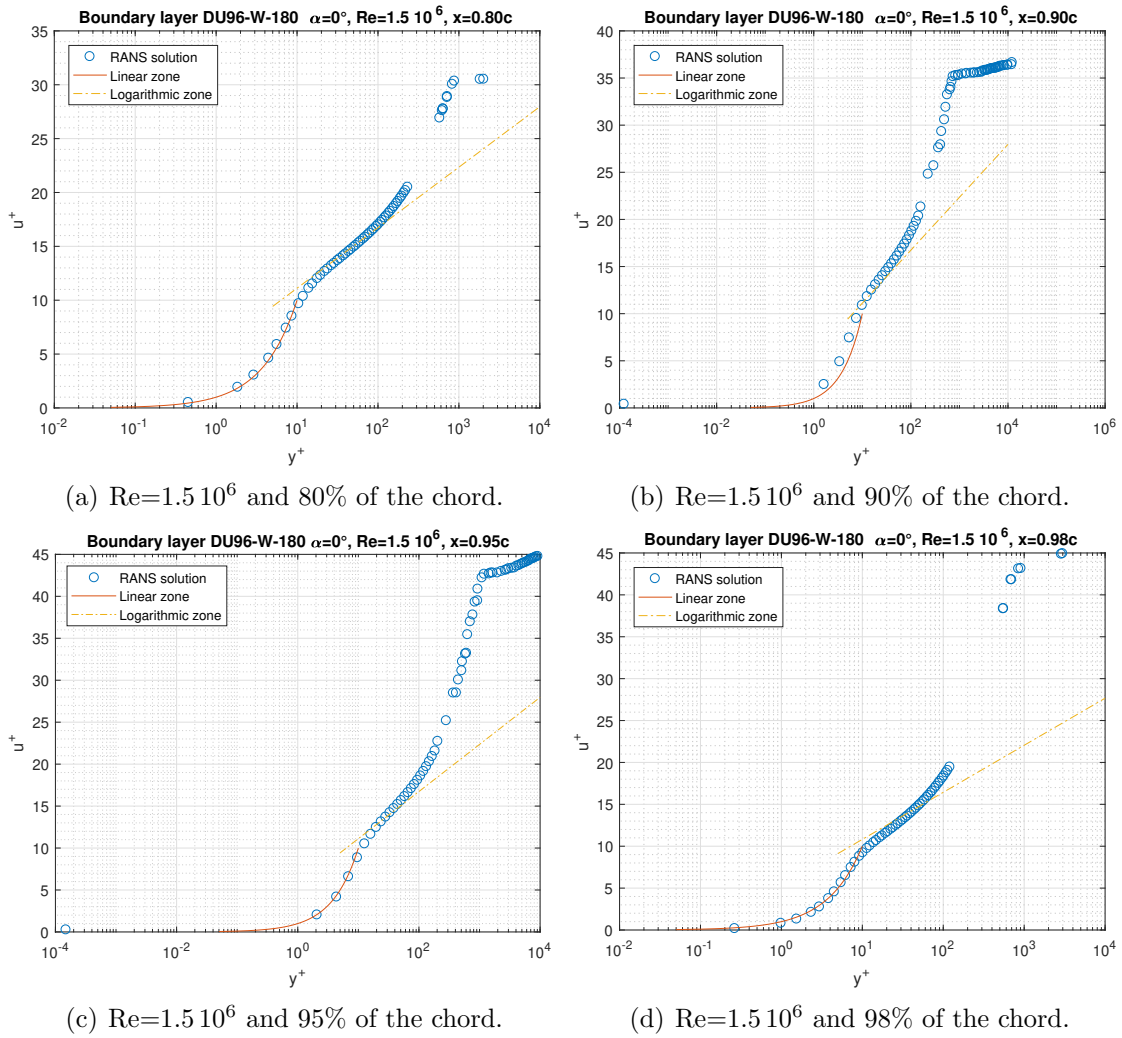 Boundary layer DU96-W-180 α=0°, Re=1.5 10^6, x=0.80c
35
30
25
20
15
10
5
0
u^+
RANS solution
Linear zone
Logarithmic zone
10^-2 10^-1 10^0 10^1 10^2 10^3 10^4
y^+
(a) Re=1.5 10^6 and 80% of the chord.
Boundary layer DU96-W-180 α=0°, Re=1.5 10^6, x=0.90c
40
35
30
25
20
15
10
5
0
u^+
RANS solution
Linear zone
Logarithmic zone
10^-4 10^-2 10^0 10^2 10^4 10^6
y^+
(b) Re=1.5 10^6 and 90% of the chord.
Boundary layer DU96-W-180 α=0°, Re=1.5 10^6, x=0.95c
45
40
35
30
25
20
15
10
5
0
u^+
RANS solution
Linear zone
Logarithmic zone
10^-4 10^-2 10^0 10^2 10^4
y^+
(c) Re=1.5 10^6 and 95% of the chord.
Boundary layer DU96-W-180 α=0°, Re=1.5 10^6, x=0.98c
45
40
35
30
25
20
15
10
5
0
u^+
RANS solution
Linear zone
Logarithmic zone
10^-2 10^-1 10^0 10^1 10^2 10^3 10^4
y^+
(d) Re=1.5 10^6 and 98% of the chord.